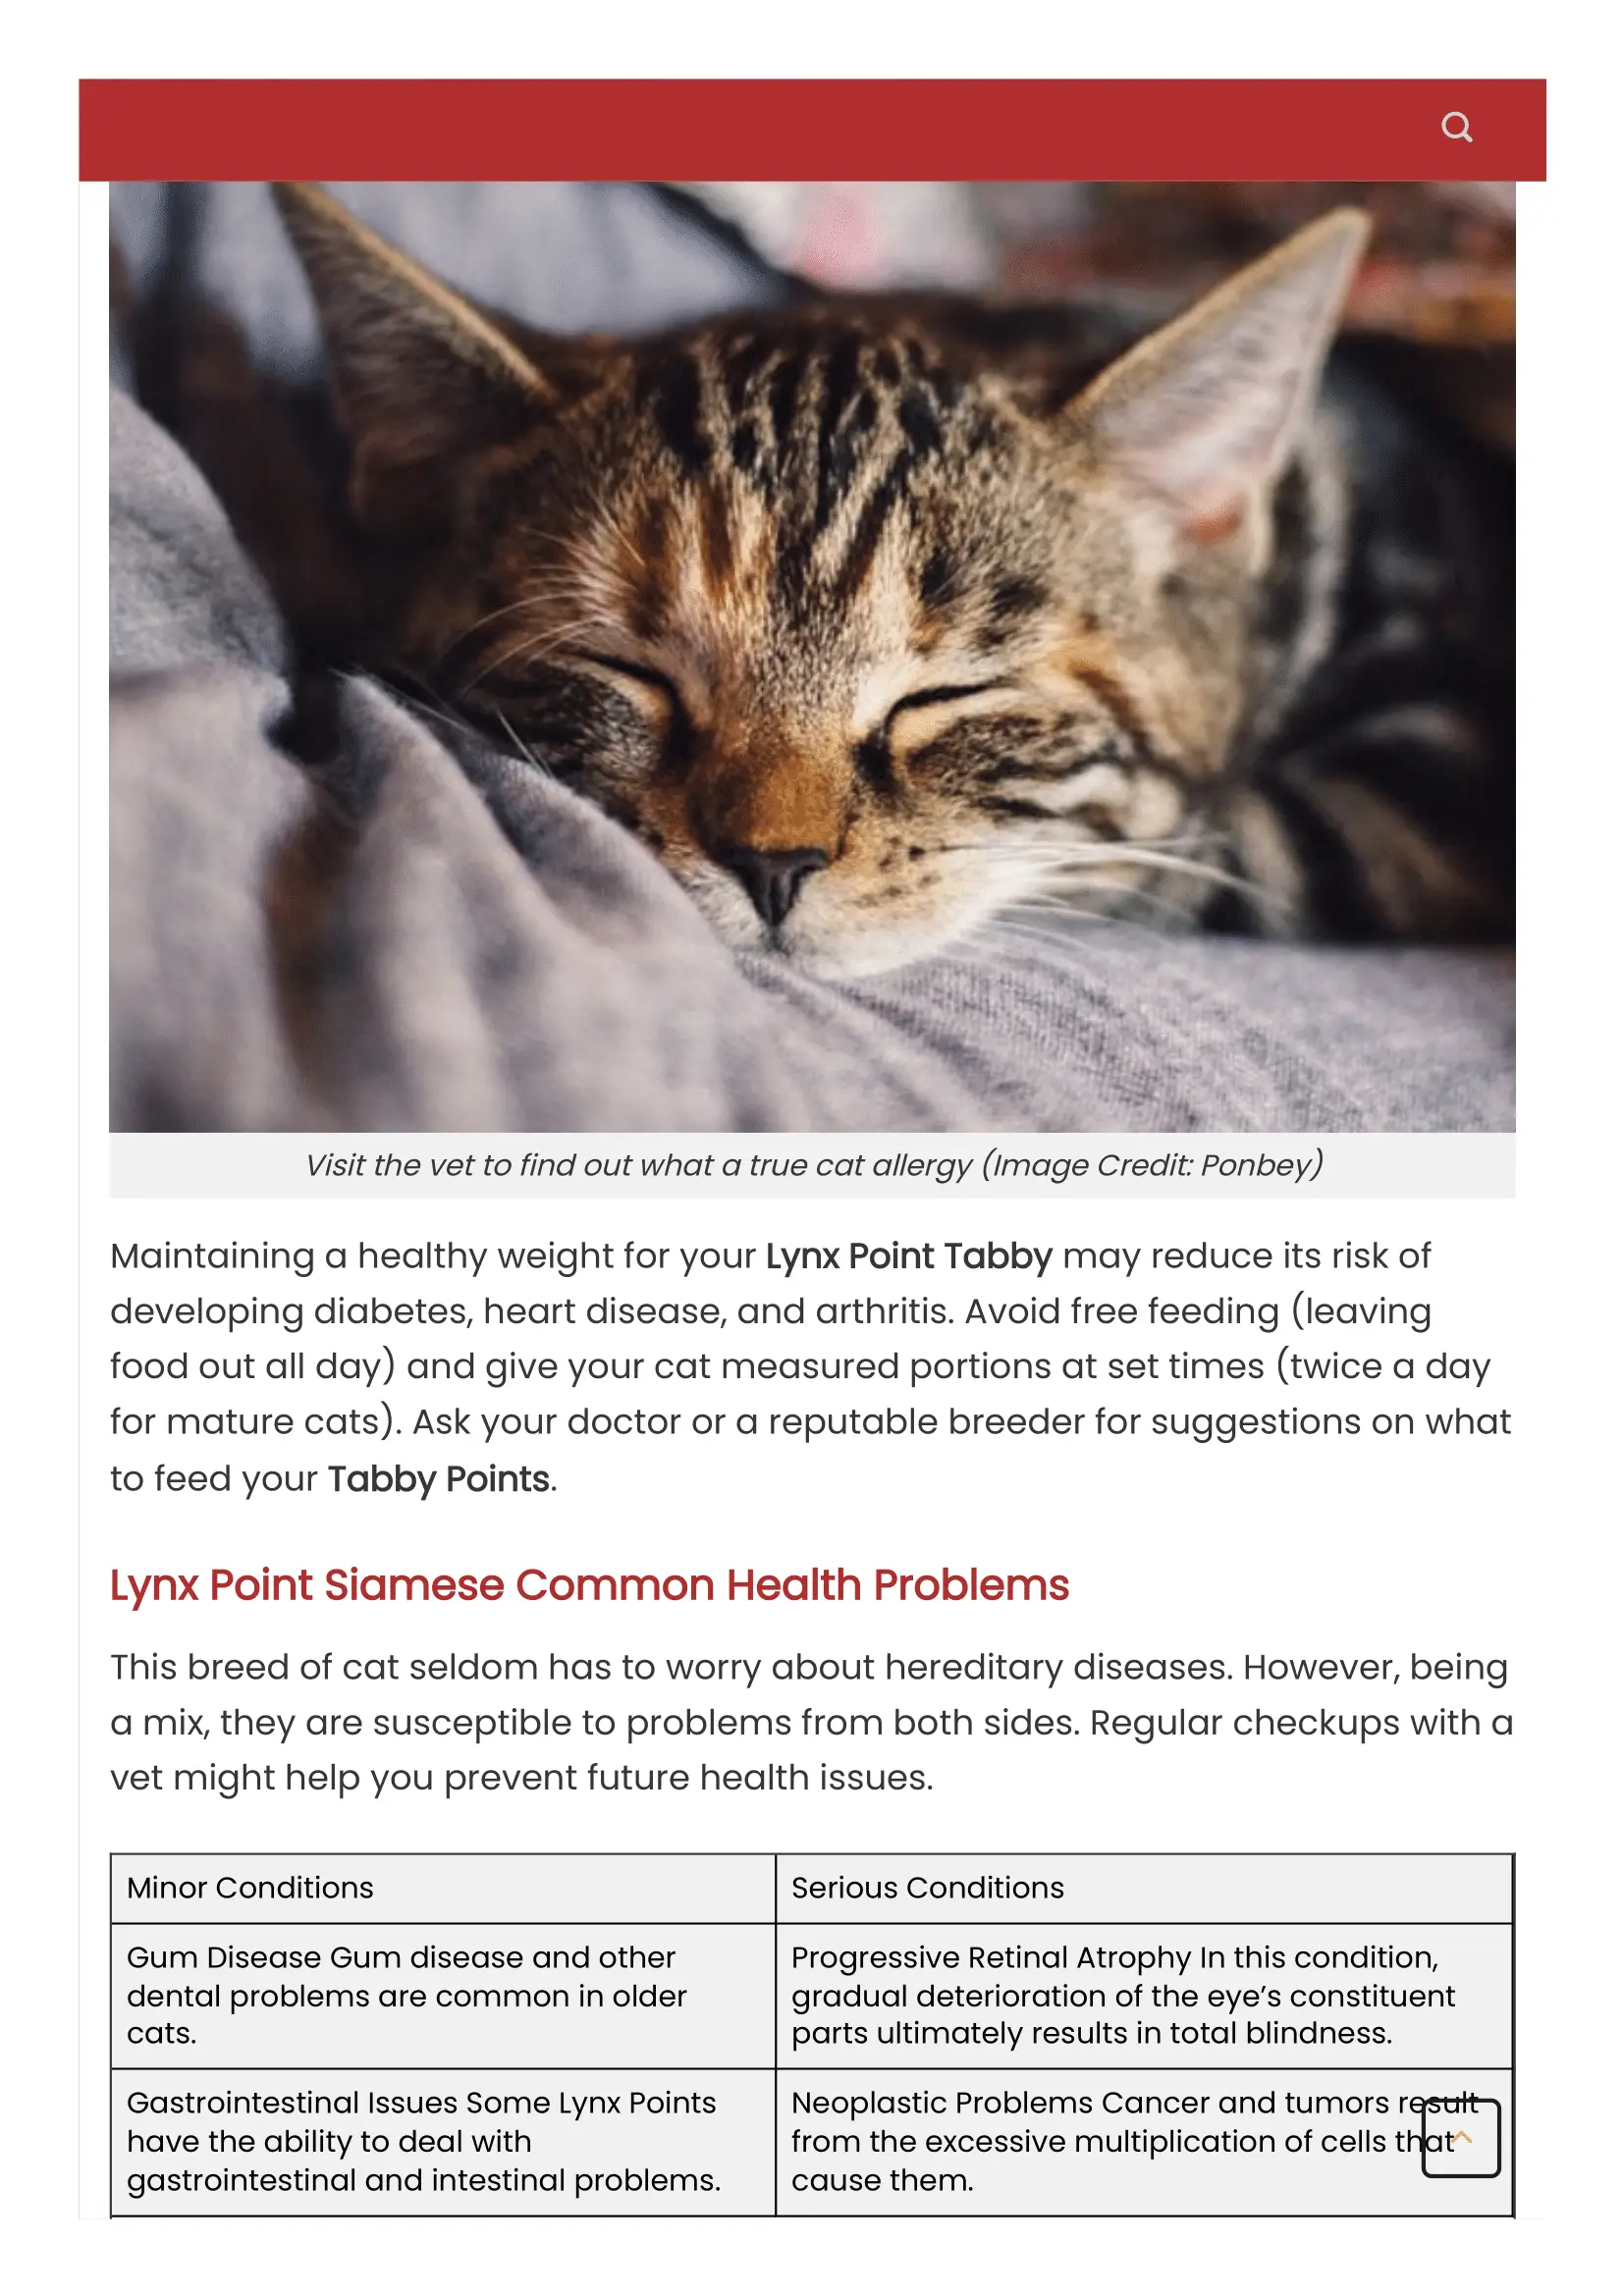 Visit the vet to find out what a true cat allergy (Image Credit: Ponbey)
Maintaining a healthy weight for your Lynx Point Tabby may reduce its risk of
developing diabetes, heart disease, and arthritis. Avoid free feeding (leaving
food out all day) and give your cat measured portions at set times (twice a day
for mature cats). Ask your doctor or a reputable breeder for suggestions on what
to feed your Tabby Points.
Lynx Point Siamese Common Health Problems
This breed of cat seldom has to worry about hereditary diseases. However, being
a mix, they are susceptible to problems from both sides. Regular checkups with a
vet might help you prevent future health issues.
Minor Conditions
Serious Conditions
Gum Disease Gum disease and other
dental problems are common in older
cats.
Progressive Retinal Atrophy In this condition,
gradual deterioration of the eye’s constituent
parts ultimately results in total blindness.
Gastrointestinal Issues Some Lynx Points
have the ability to deal with
gastrointestinal and intestinal problems.
Neoplastic Problems Cancer and tumors result
from the excessive multiplication of cells that
cause them.